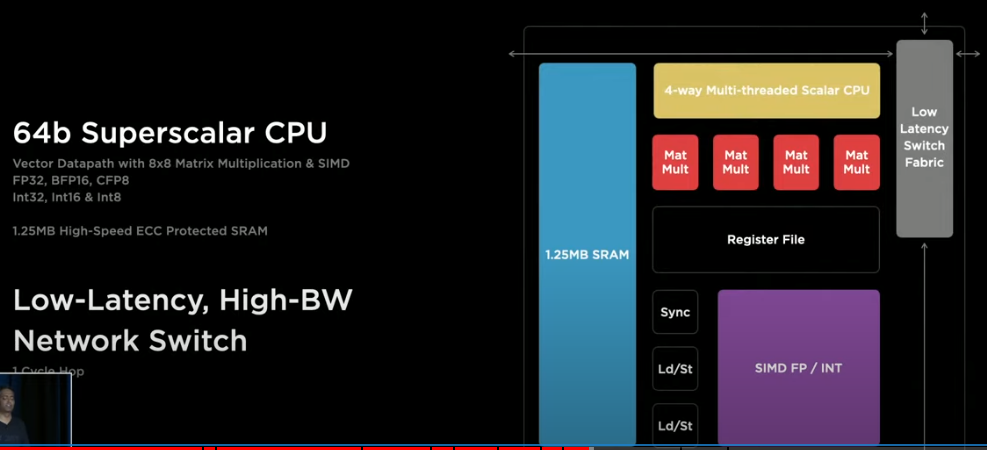 64b Superscalar CPU
Vector Datapath with 8x8 Matrix Multiplication & SIMD
FP32, BFP16, CFP8
Int32, Int16 & Int8
1.25MB High-Speed ECC Protected SRAM
Low-Latency, High-BW
Network Switch
1 Cycle Hop
1.25MB SRAM
4-way Multi-threaded Scalar CPU
Mat
Mult
Mat
Mult
Mat
Mult
Mat
Mult
Register File
Sync
Ld/St
Ld/St
SIMD FP / INT
Low
Latency
Switch
Fabric